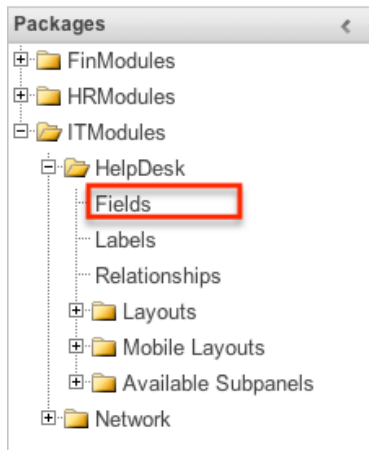 Packages
FinModules
HRModules
ITModules
HelpDesk
Fields
Labels
Relationships
Layouts
Mobile Layouts
Available Subpanels
Network